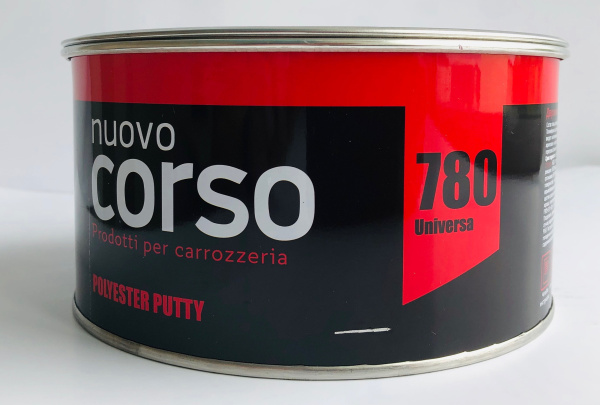 nuovo
corso
Prodotti per carrozzeria
POLYESTER PUTTY
780
Universa